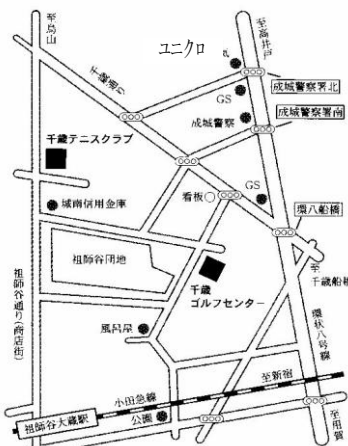 至烏山
至高井戸
ユニクロ
千歳通り
GS
成城警察署北
成城警察
成城警察署南
千歳テニスクラブ
看板
GS
城南信用金庫
環八船橋
祖師谷団地
至千歳船橋
千歳
ゴルフセンター
祖師谷通り(商店街)
環状八号線
風呂屋
至新宿
小田急線
祖師谷大蔵駅
公園
至用賀